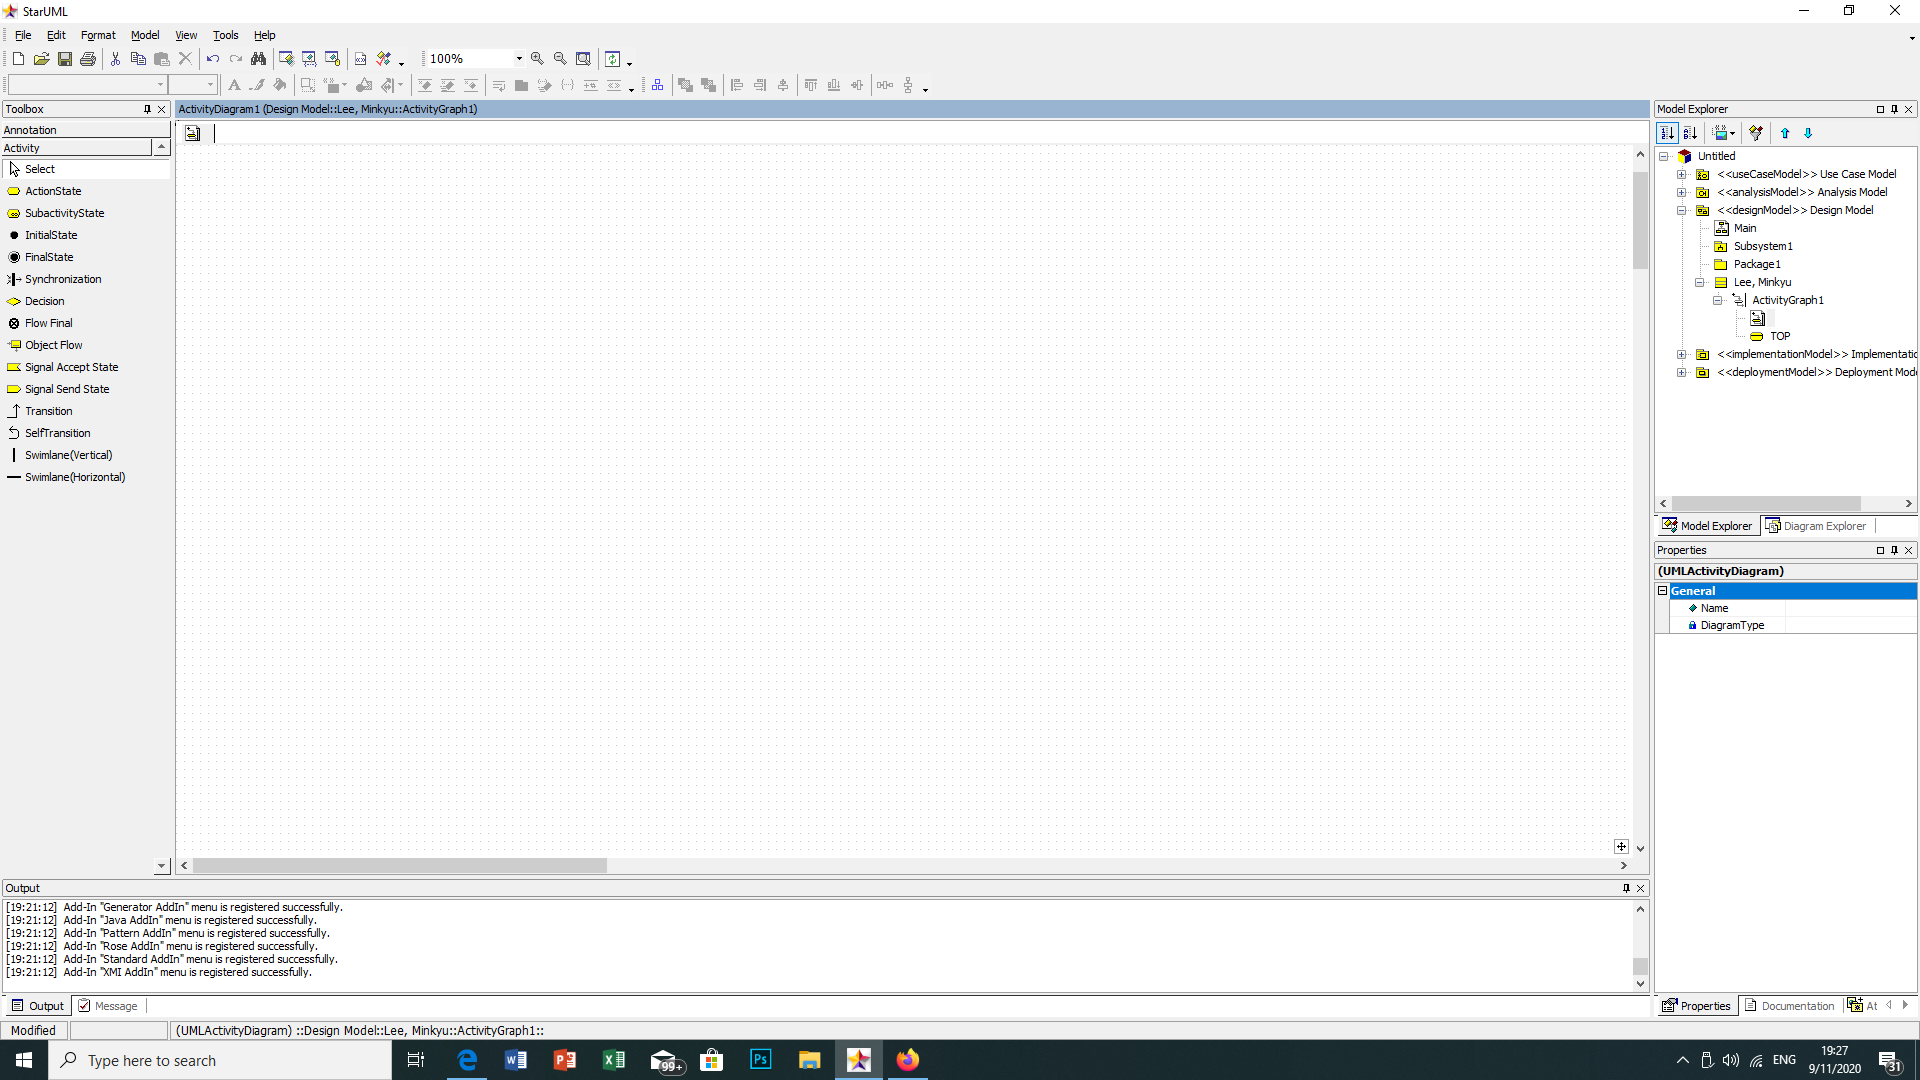 StarUML
File Edit Format Model View Tools Help
100%
Toolbox
Annotation
Activity
Select
ActionState
SubactivityState
InitialState
FinalState
Synchronization
Decision
Flow Final
Object Flow
Signal Accept State
Signal Send State
Transition
SelfTransition
Swimlane(Vertical)
Swimlane(Horizontal)
ActivityDiagram1 (Design Model::Lee, Minkyu::ActivityGraph1)
Model Explorer
Untitled
<<useCaseModel>> Use Case Model
<<analysisModel>> Analysis Model
<<designModel>> Design Model
Main
Subsystem1
Package1
Lee, Minkyu
ActivityGraph1
TOP
<<implementationModel>> Implementatio
<<deploymentModel>> Deployment Mode
Model Explorer Diagram Explorer
Properties
(UMLActivityDiagram)
General
Name
DiagramType
Properties Documentation At
Output
[19:21:12] Add-In "Generator AddIn" menu is registered successfully.
[19:21:12] Add-In "Java AddIn" menu is registered successfully.
[19:21:12] Add-In "Pattern AddIn" menu is registered successfully.
[19:21:12] Add-In "Rose AddIn" menu is registered successfully.
[19:21:12] Add-In "Standard AddIn" menu is registered successfully.
[19:21:12] Add-In "XMI AddIn" menu is registered successfully.
Output Message
Modified (UMLActivityDiagram) ::Design Model::Lee, Minkyu::ActivityGraph1::
Type here to search
99+
Ps
ENG
19:27
9/11/2020
31